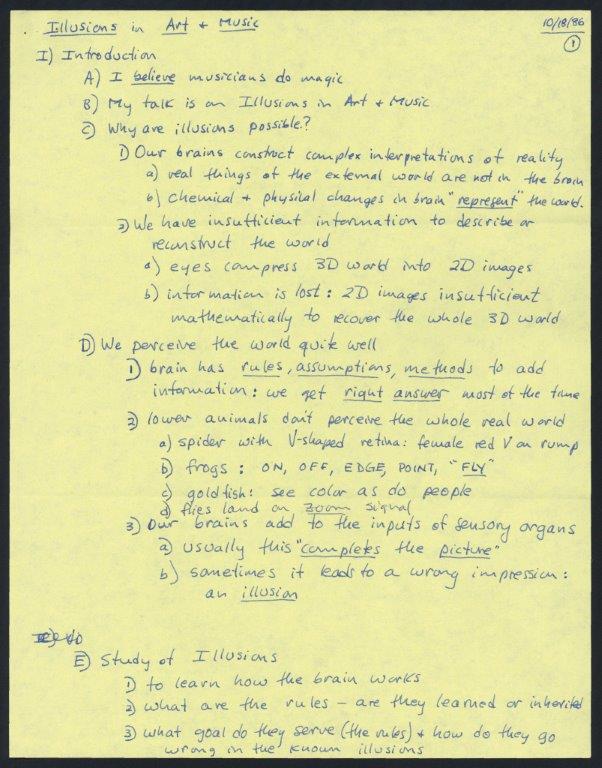 Illusions in Art + Music
10/18/86
1
I) Introduction
A) I believe musicians do magic
B) My talk is on Illusions in Art + Music
C) Why are illusions possible?
1) Our brains construct complex interpretations of reality
a) real things of the external world are not in the brain
b) Chemical + physical changes in brain "represent" the world.
2) We have insufficient information to describe or
reconstruct the world
a) eyes compress 3D world into 2D images
b) information is lost: 2D images insufficient
mathematically to recover the whole 3D world
D) We perceive the world quite well
1) brain has rules, assumptions, methods to add
information: we get right answer most of the time
2) lower animals don't perceive the whole real world
a) spider with V-shaped retina: female red V on rump
b) frogs: ON, OFF, EDGE, POINT, "FLY"
c) goldfish: see color as do people
d) flies land on zoom signal
3) Our brains add to the inputs of sensory organs
a) usually this "completes the picture"
b) sometimes it leads to a wrong impression:
an illusion
E) Study of Illusions
1) to learn how the brain works
2) what are the rules – are they learned or inherited
3) what goal do they serve (the rules) + how do they go
wrong in the known illusions